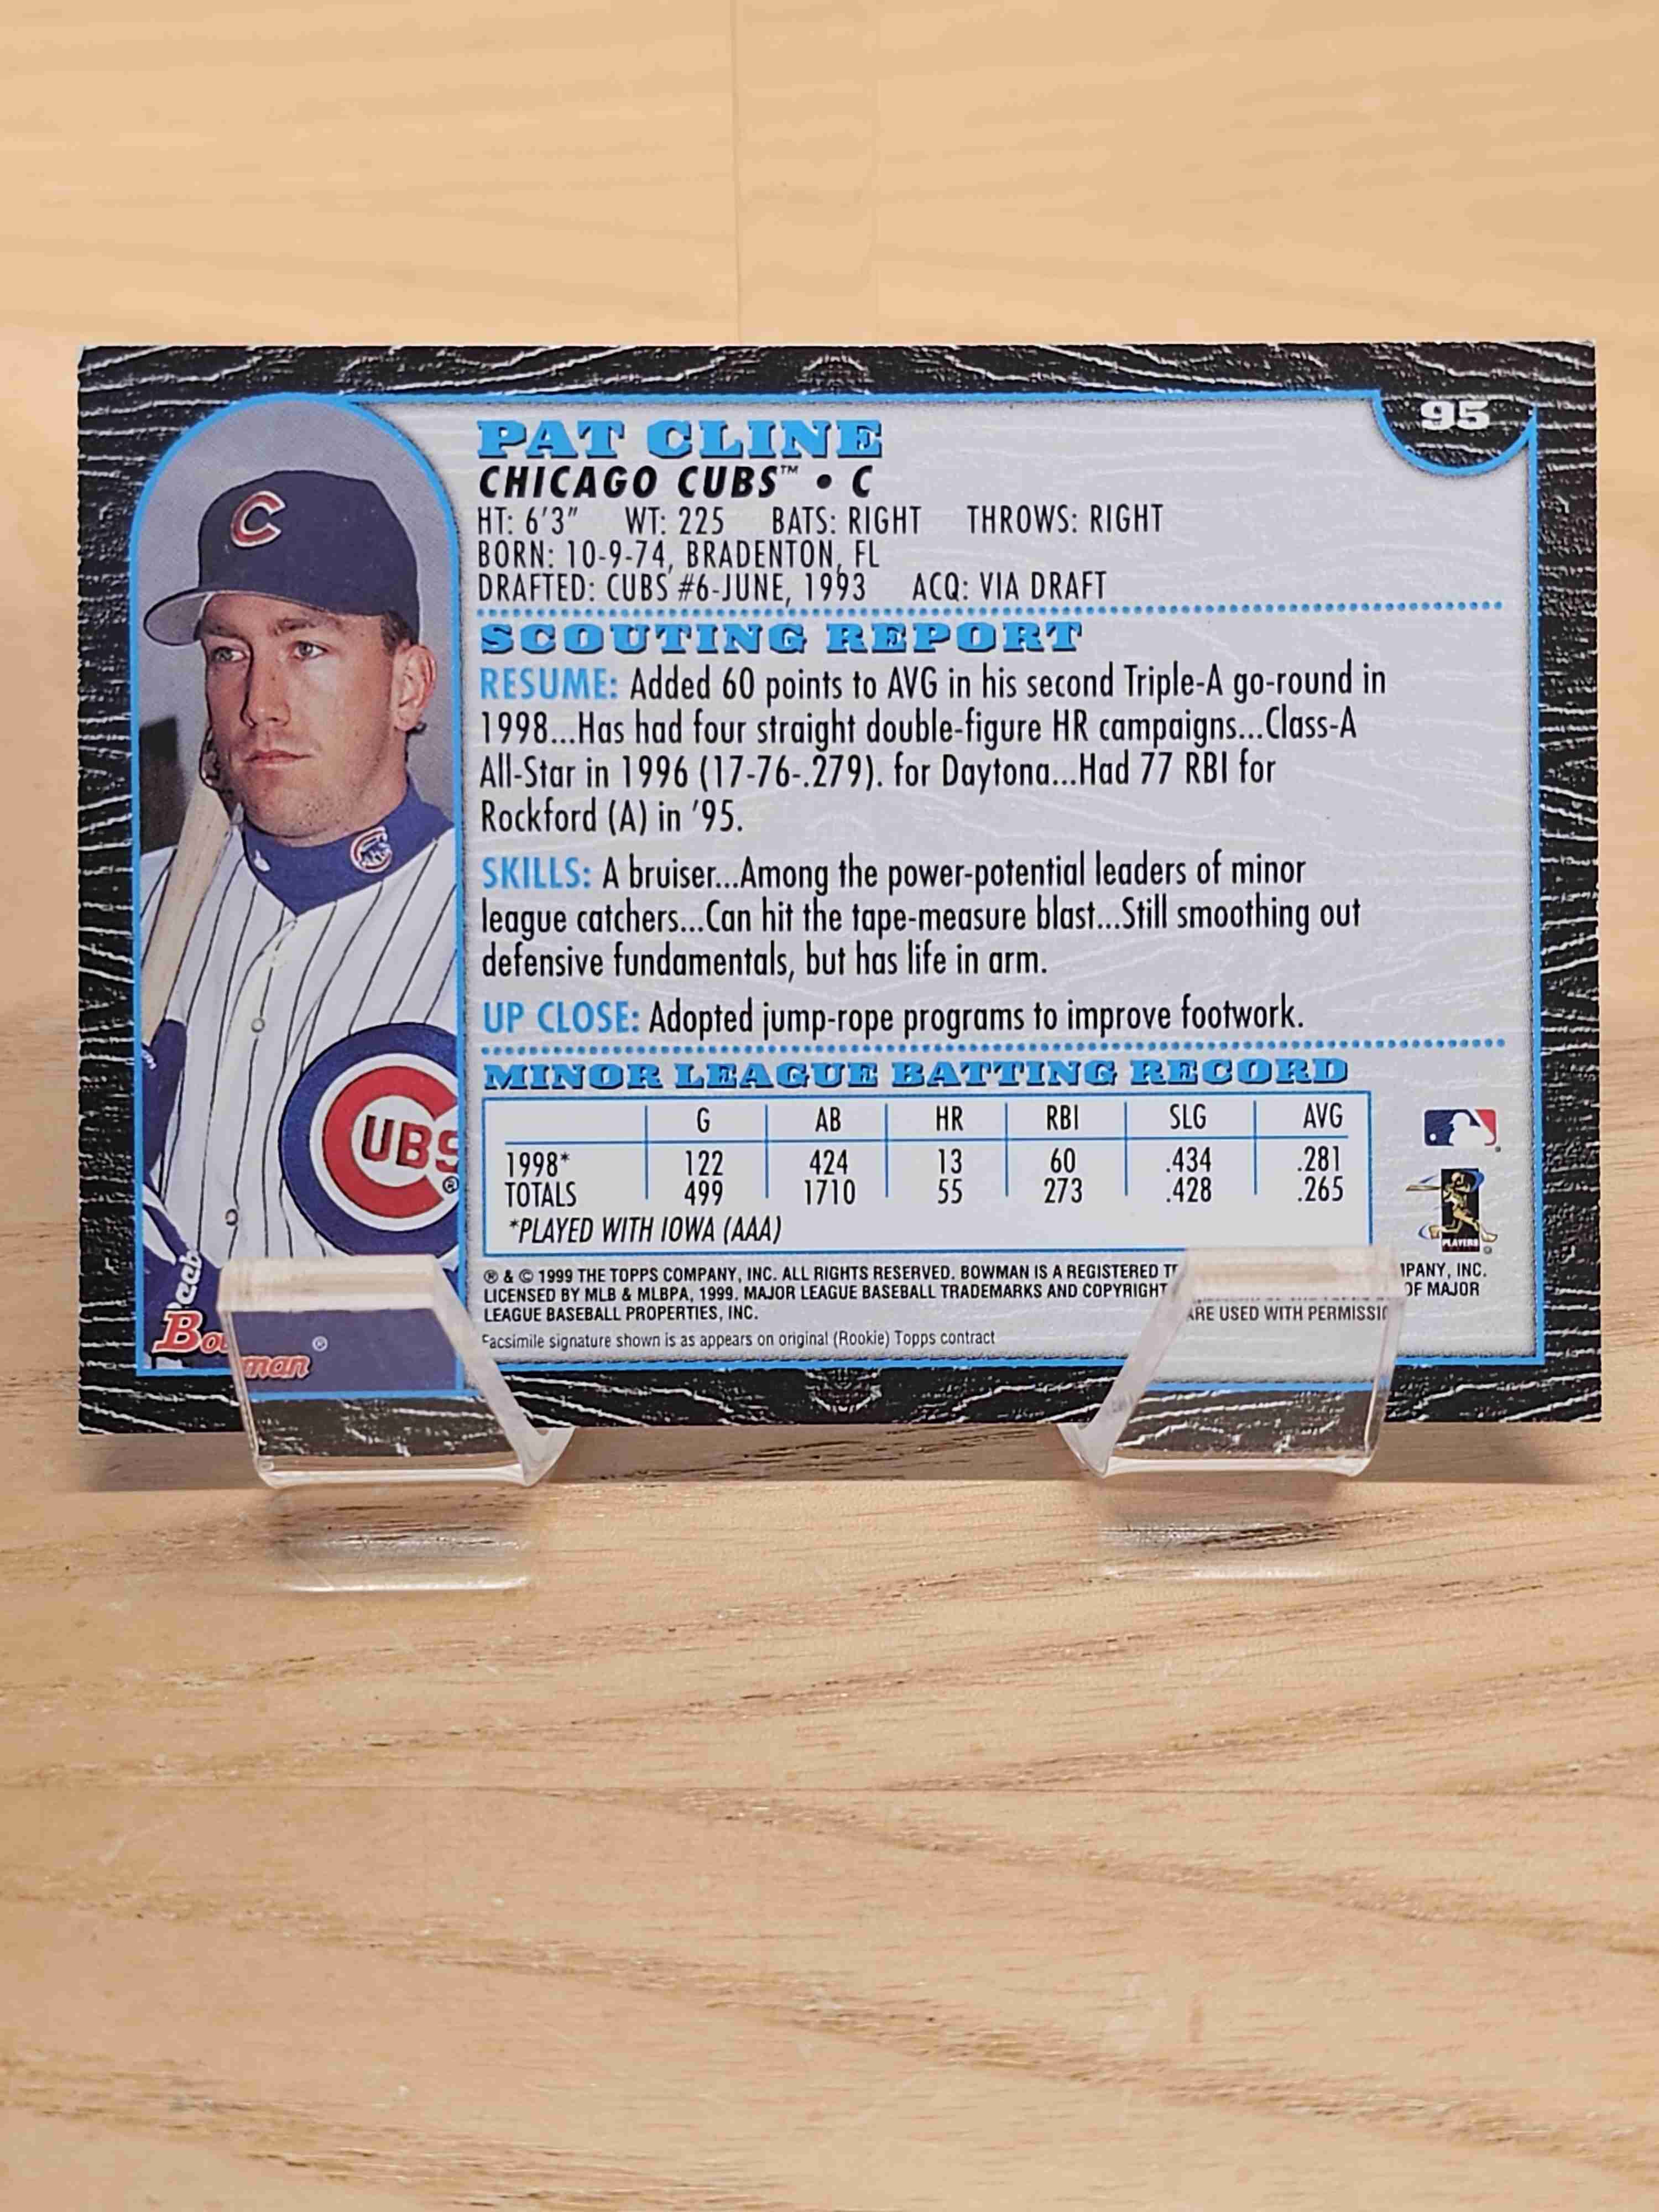 95
PAT CLINE
CHICAGO CUBS™ • C
HT: 6'3" WT: 225 BATS: RIGHT THROWS: RIGHT
BORN: 10-9-74, BRADENTON, FL
DRAFTED: CUBS #6-JUNE, 1993 ACQ: VIA DRAFT
SCOUTING REPORT
RESUME: Added 60 points to AVG in his second Triple-A go-round in
1998...Has had four straight double-figure HR campaigns...Class-A
All-Star in 1996 (17-76-.279). for Daytona...Had 77 RBI for
Rockford (A) in '95.
SKILLS: A bruiser...Among the power-potential leaders of minor
league catchers...Can hit the tape-measure blast...Still smoothing out
defensive fundamentals, but has life in arm.
UP CLOSE: Adopted jump-rope programs to improve footwork.
MINOR LEAGUE BATTING RECORD
G AB HR RBI SLG AVG
1998* 122 424 13 60 .434 .281
TOTALS 499 1710 55 273 .428 .265
*PLAYED WITH IOWA (AAA)
® & © 1999 THE TOPPS COMPANY, INC. ALL RIGHTS RESERVED. BOWMAN IS A REGISTERED
LICENSED BY MLB & MLBPA, 1999. MAJOR LEAGUE BASEBALL TRADEMARKS AND COPYRIGHT ARE USED WITH OF MAJOR
LEAGUE BASEBALL PROPERTIES, INC.
Facsimile signature shown is as appears on original (Rookie) Topps contract
C
CUBS®
PLAYERS
Bowman®